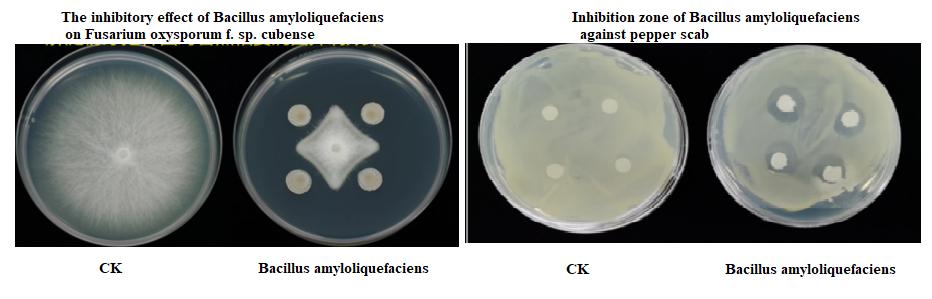 The inhibitory effect of Bacillus amyloliquefaciens
on Fusarium oxysporum f. sp. cubense
Inhibition zone of Bacillus amyloliquefaciens
against pepper scab
CK
Bacillus amyloliquefaciens
CK
Bacillus amyloliquefaciens